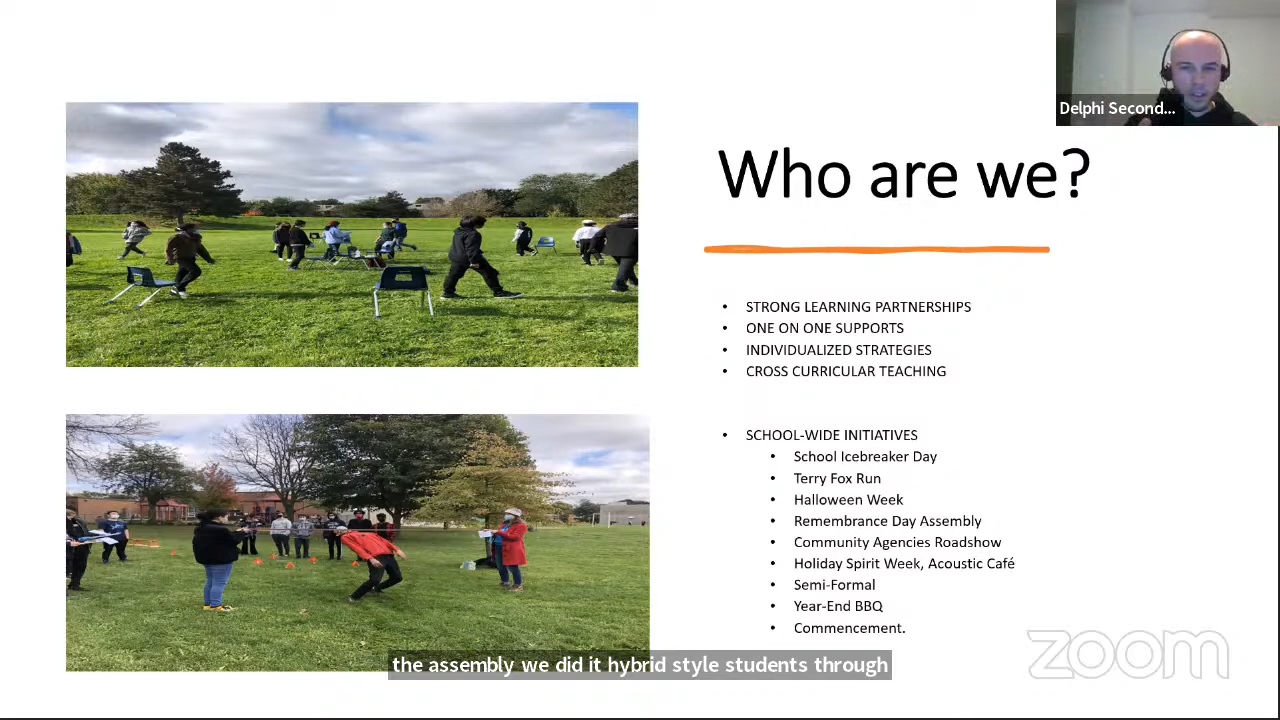 Delphi Second...
Who are we?
• STRONG LEARNING PARTNERSHIPS
• ONE ON ONE SUPPORTS
• INDIVIDUALIZED STRATEGIES
• CROSS CURRICULAR TEACHING
• SCHOOL-WIDE INITIATIVES
• School Icebreaker Day
• Terry Fox Run
• Halloween Week
• Remembrance Day Assembly
• Community Agencies Roadshow
• Holiday Spirit Week, Acoustic Café
• Semi-Formal
• Year-End BBQ
• Commencement.
zoom
the assembly we did it hybrid style students through